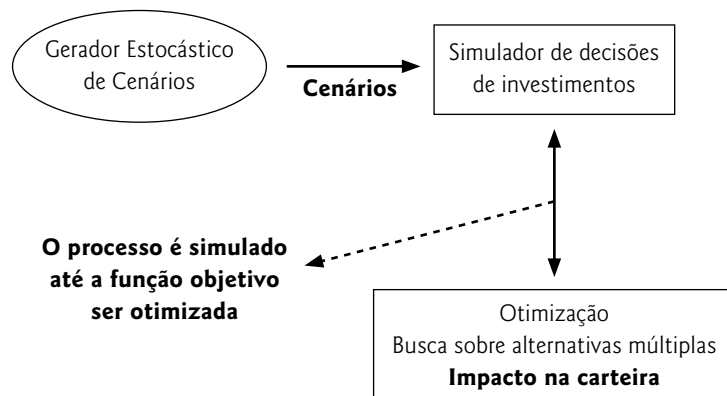 Gerador Estocástico
de Cenários
Cenários
Simulador de decisões
de investimentos
O processo é simulado
até a função objetivo
ser otimizada
Otimização
Busca sobre alternativas múltiplas
Impacto na carteira